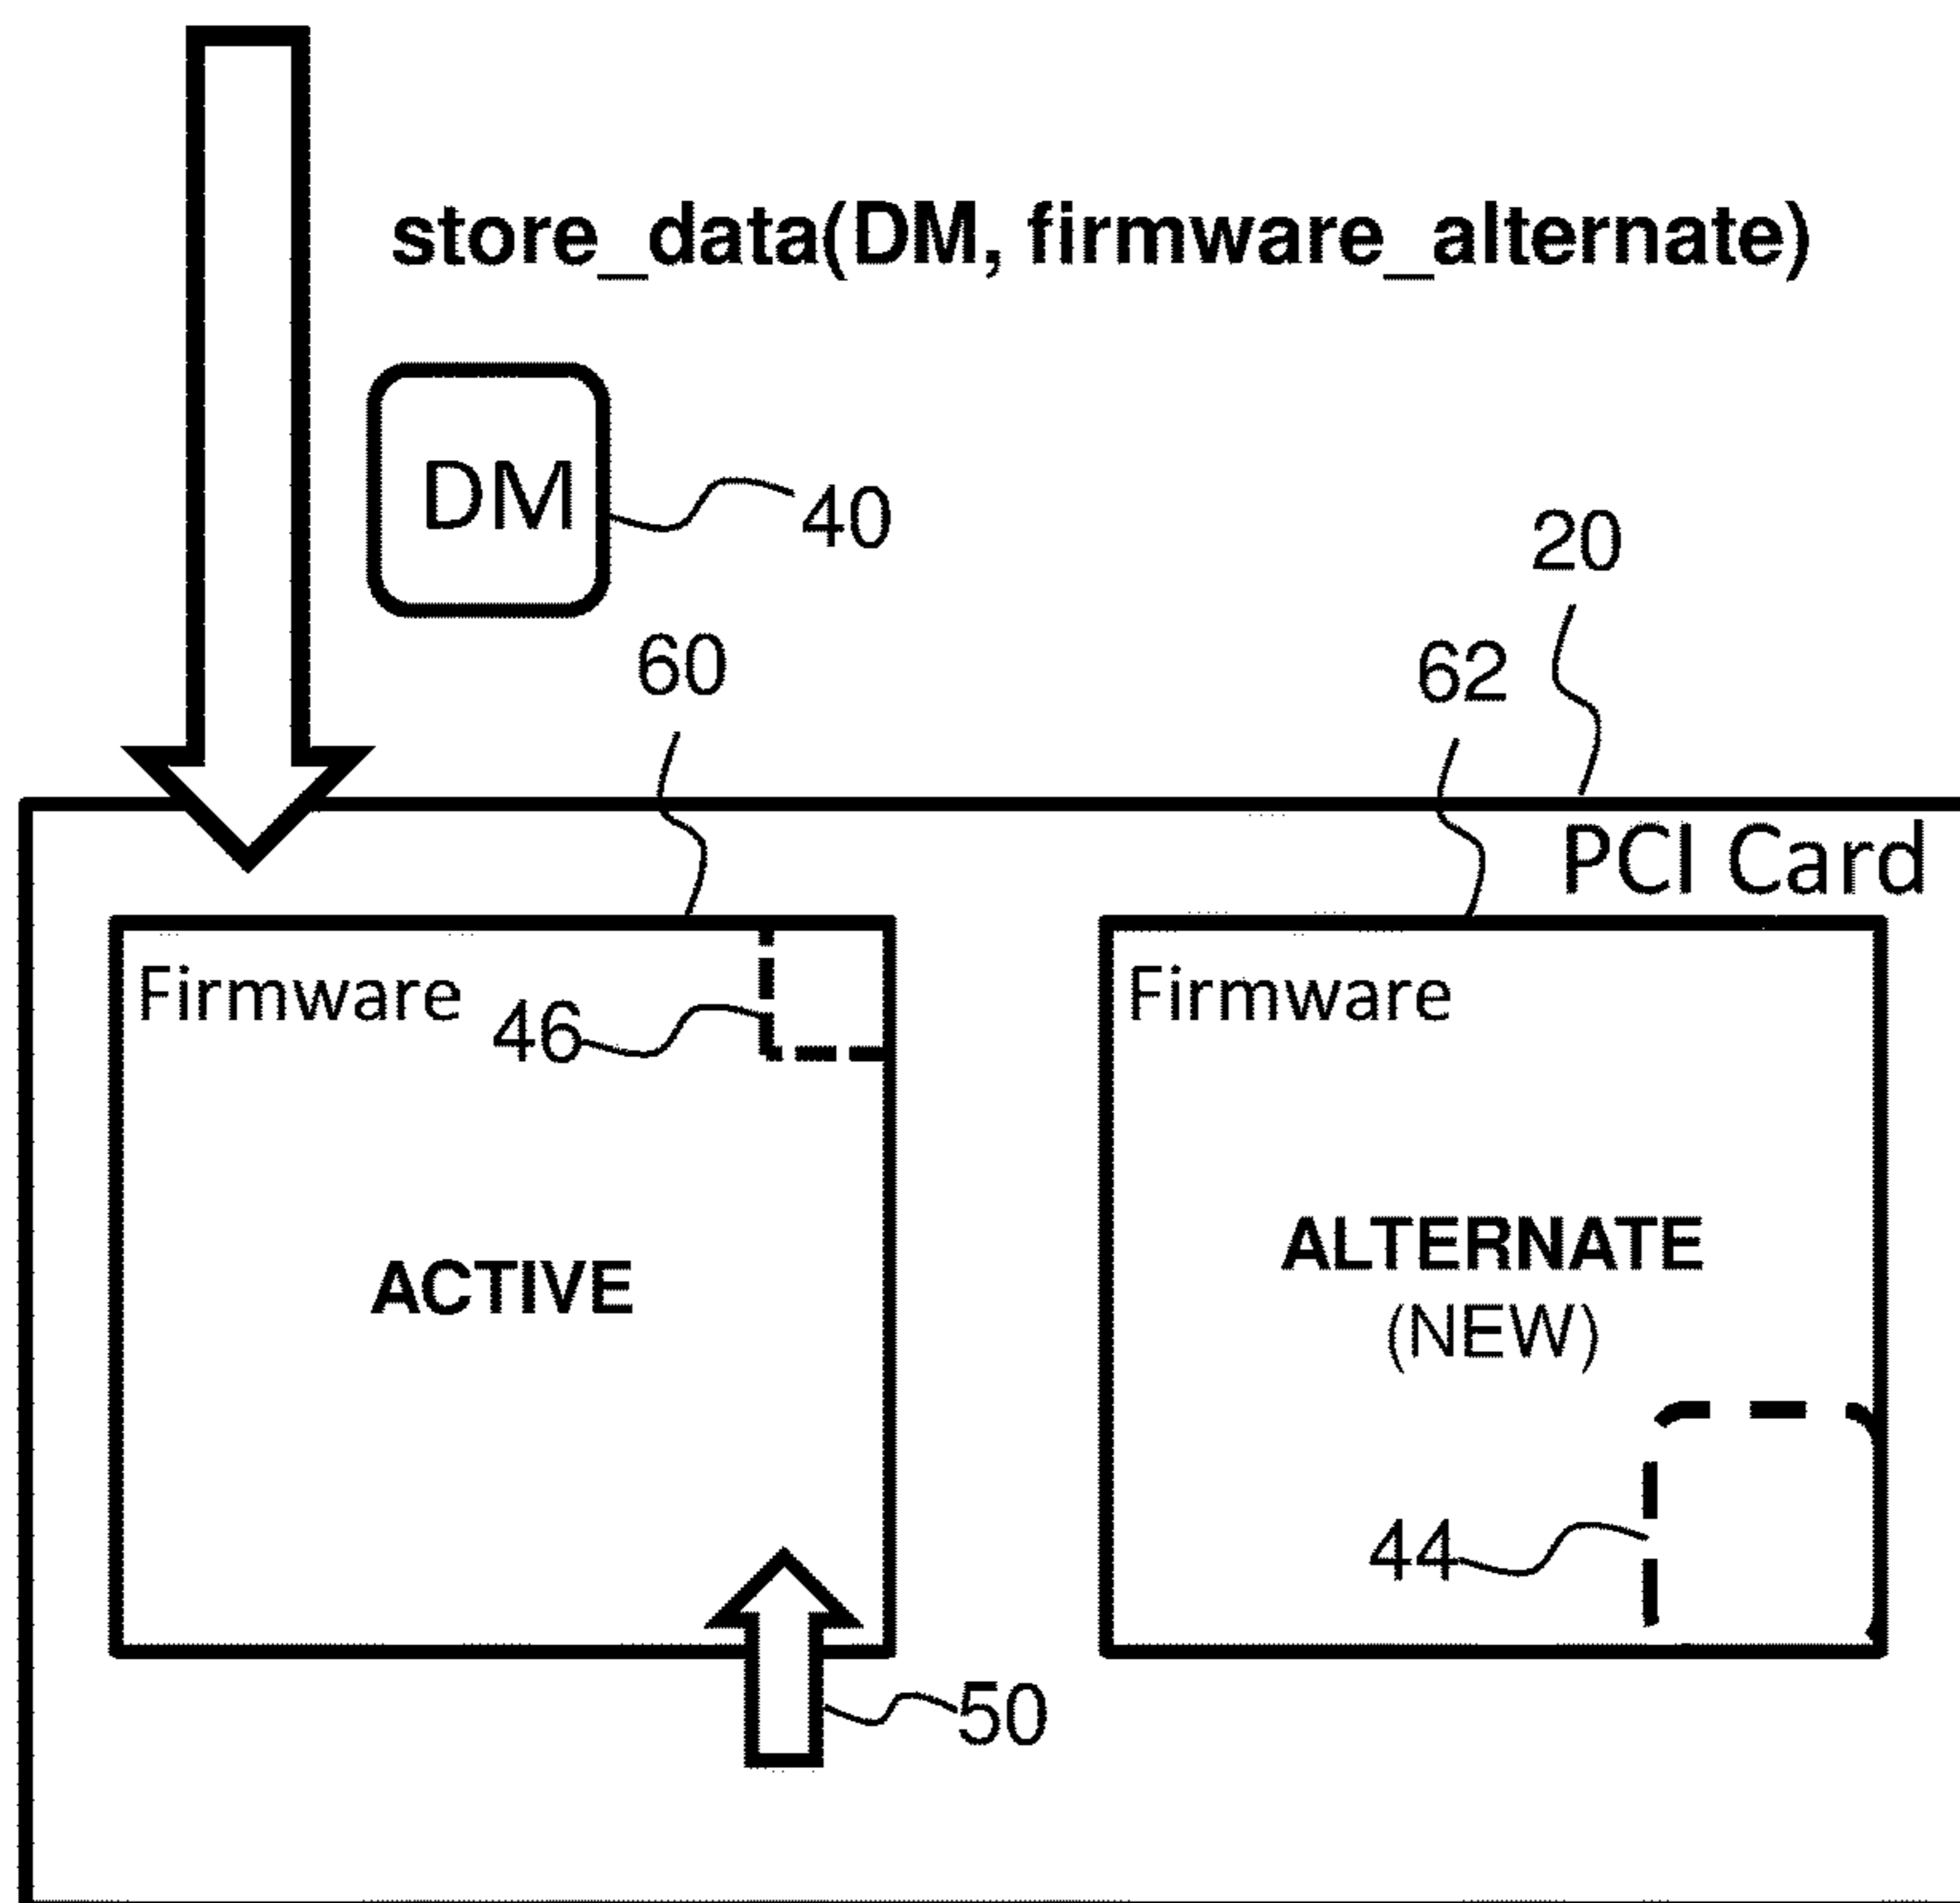 store_data(DM, firmware_alternate)
DM
40
20
60
62
PCI Card
Firmware
46
Firmware
ACTIVE
ALTERNATE
(NEW)
44
50